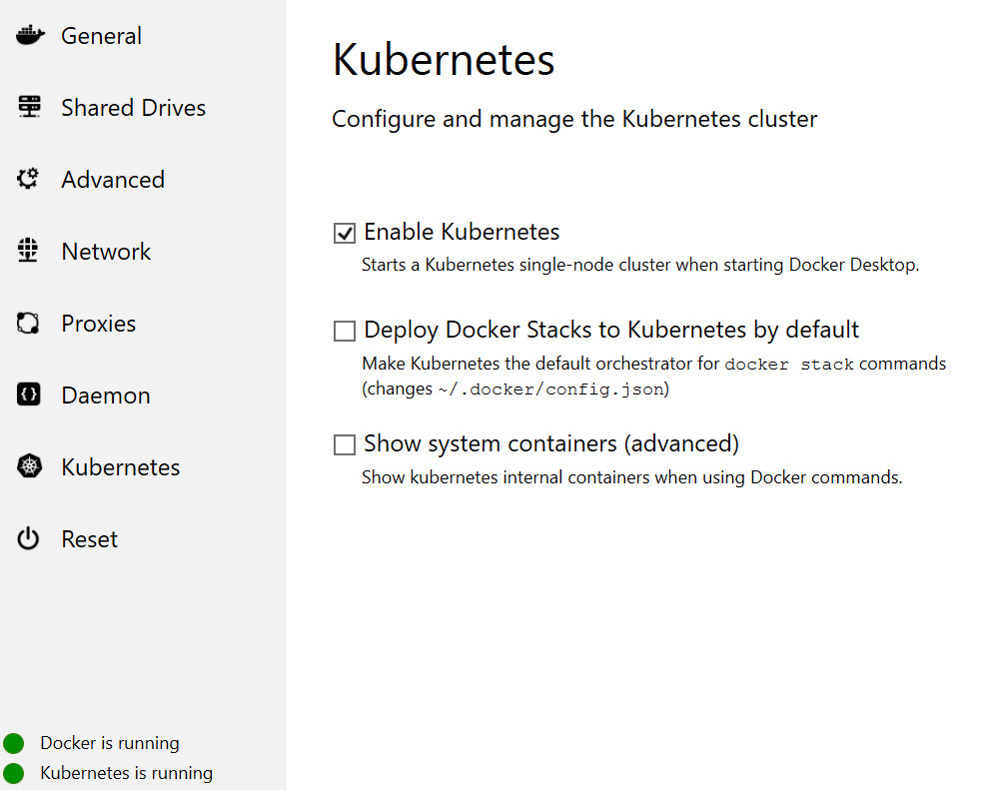 General
Shared Drives
Advanced
Network
Proxies
Daemon
Kubernetes
Reset
Docker is running
Kubernetes is running
Kubernetes
Configure and manage the Kubernetes cluster
Enable Kubernetes
Starts a Kubernetes single-node cluster when starting Docker Desktop.
Deploy Docker Stacks to Kubernetes by default
Make Kubernetes the default orchestrator for docker stack commands
(changes ~/.docker/config.json)
Show system containers (advanced)
Show kubernetes internal containers when using Docker commands.